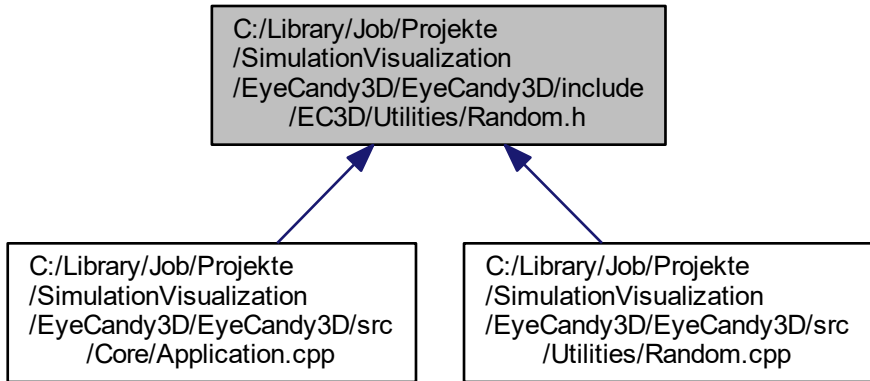 C:/Library/Job/Projekte
/SimulationVisualization
/EyeCandy3D/EyeCandy3D/include
/EC3D/Utilities/Random.h
C:/Library/Job/Projekte
/SimulationVisualization
/EyeCandy3D/EyeCandy3D/src
/Core/Application.cpp
C:/Library/Job/Projekte
/SimulationVisualization
/EyeCandy3D/EyeCandy3D/src
/Utilities/Random.cpp